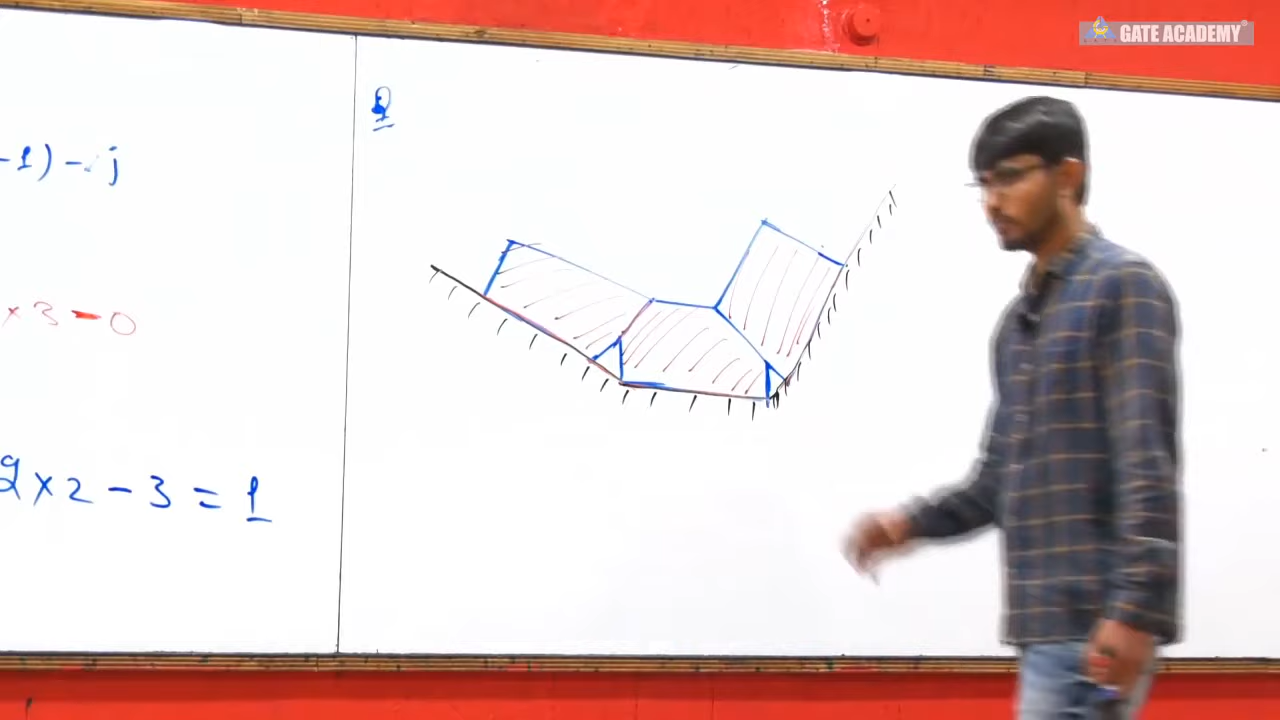 GATE ACADEMY®
-1) - j
× 3 - 0
2 × 2 - 3 = 1
Q